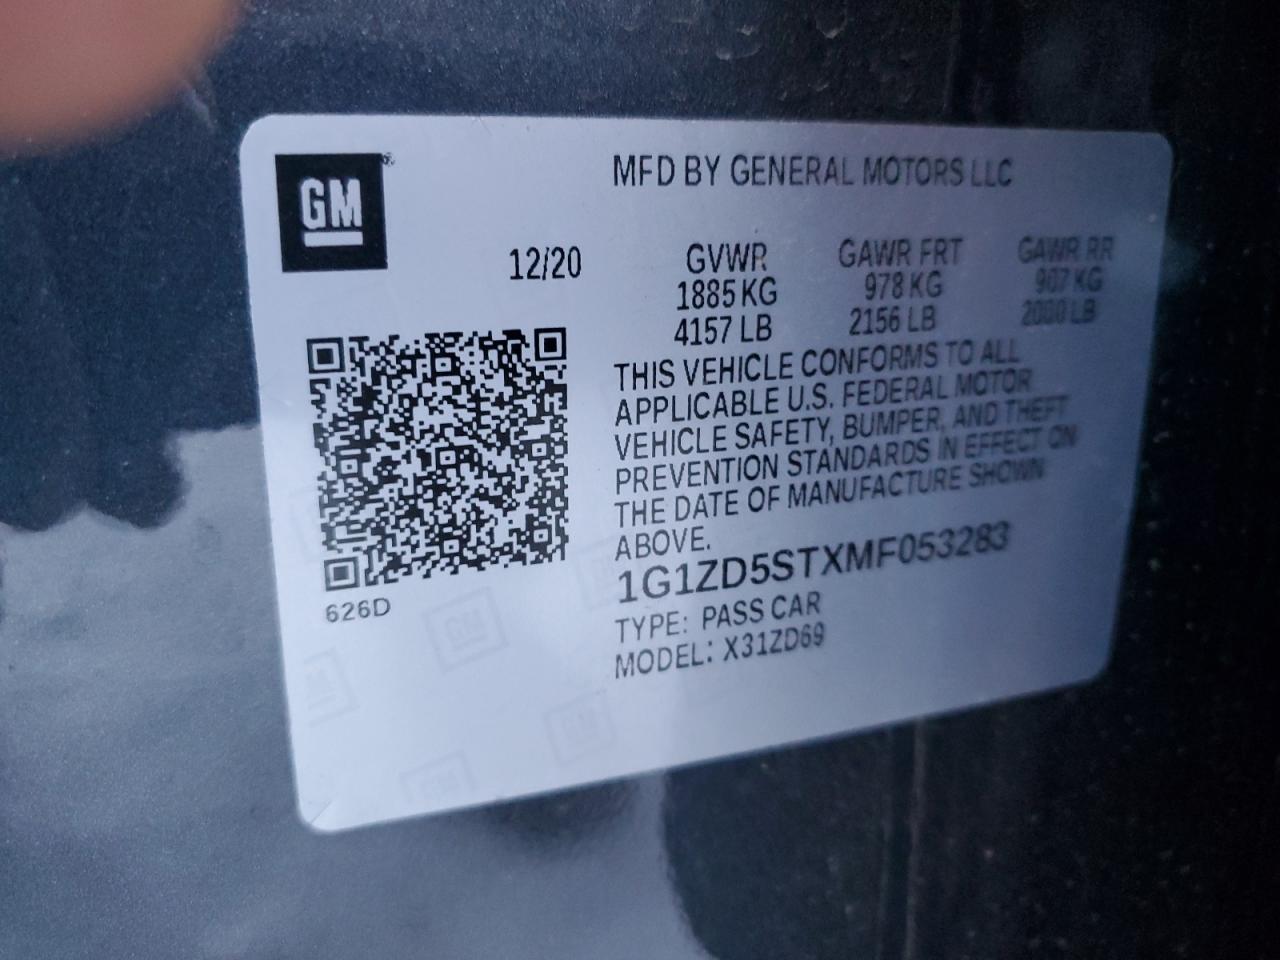 GM
MFD BY GENERAL MOTORS LLC
12/20
GVWR GAWR FRT GAWR RR
1885 KG 978 KG 907 KG
4157 LB 2156 LB 2000 LB
THIS VEHICLE CONFORMS TO ALL
APPLICABLE U.S. FEDERAL MOTOR
VEHICLE SAFETY, BUMPER, AND THEFT
PREVENTION STANDARDS IN EFFECT ON
THE DATE OF MANUFACTURE SHOWN
ABOVE.
1G1ZD5STXMF053283
TYPE: PASS CAR
MODEL: X31ZD69
626D